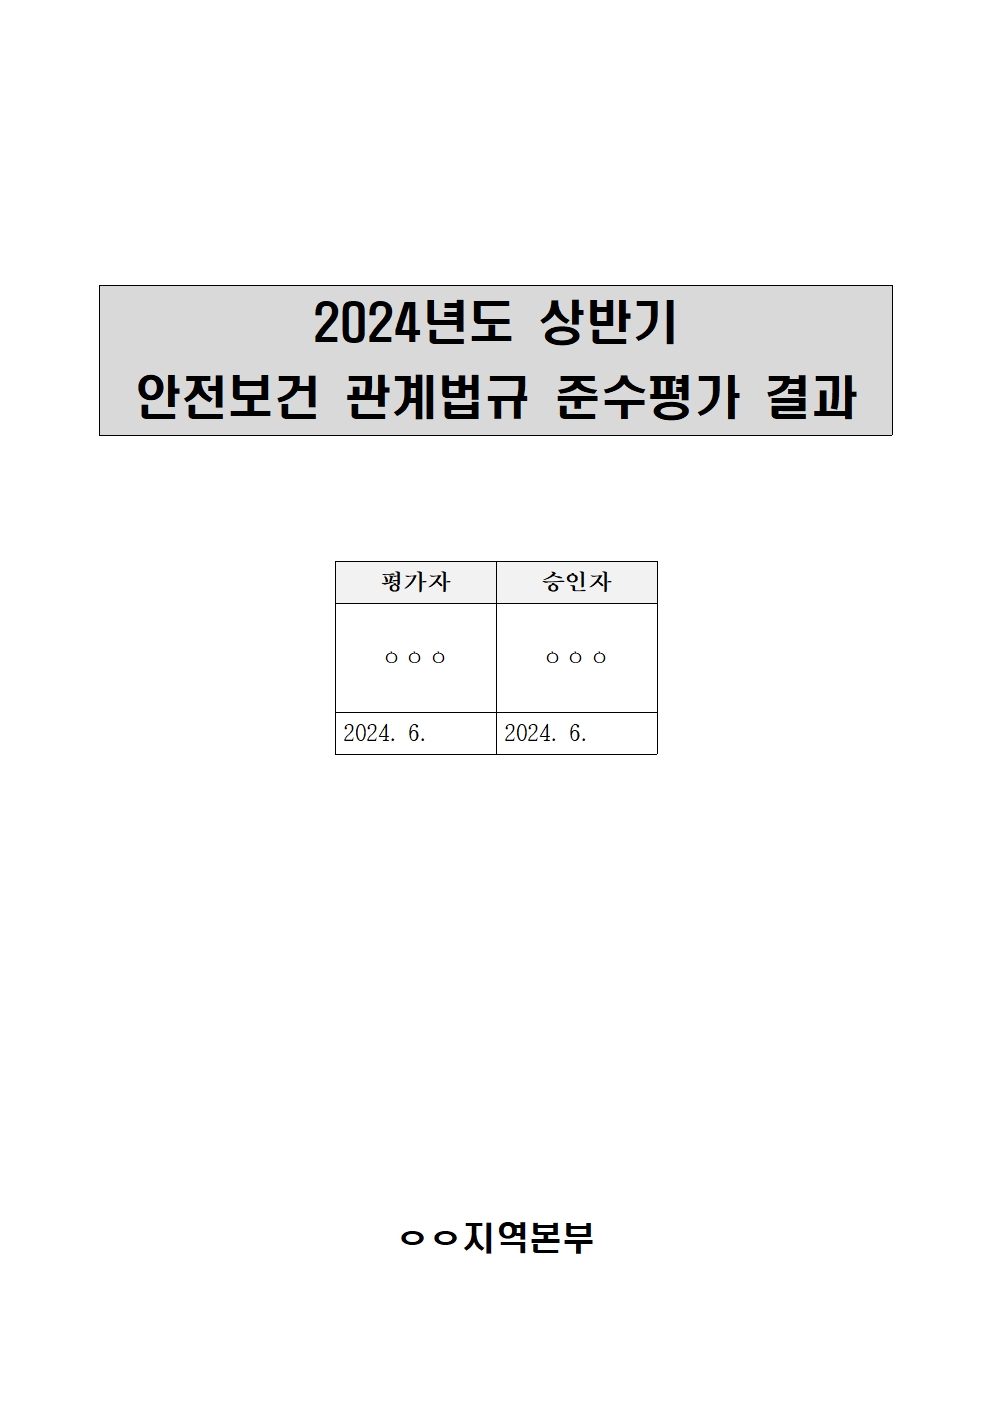 2024년도 상반기
안전보건 관계법규 준수평가 결과
평가자 승인자
ㅇ ㅇ ㅇ ㅇ ㅇ ㅇ
2024. 6. 2024. 6.
ㅇㅇ지역본부